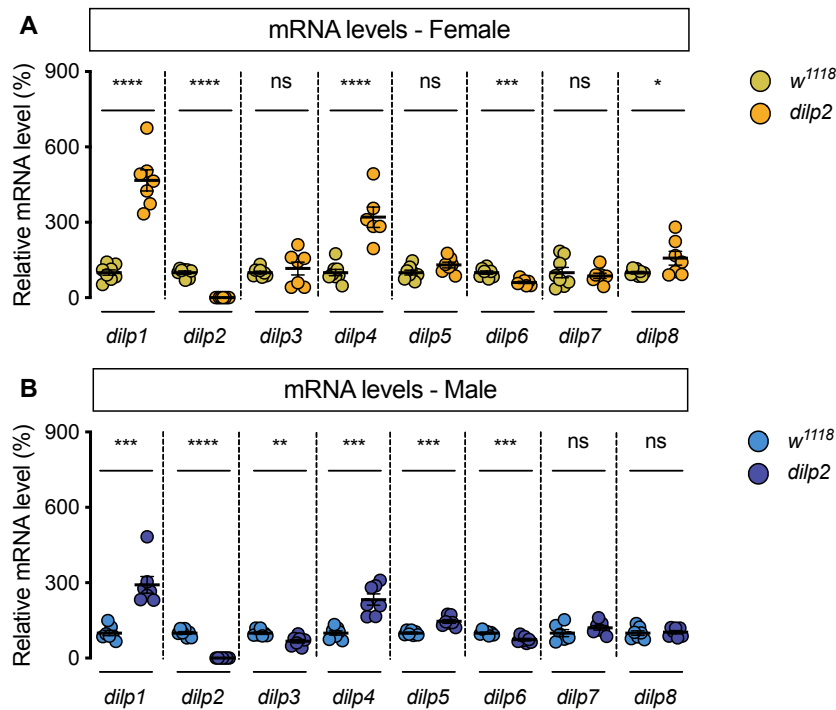 A
mRNA levels - Female
Relative mRNA level (%)
900
600
300
0
**** **** ns **** ns *** ns *
dilp1 dilp2 dilp3 dilp4 dilp5 dilp6 dilp7 dilp8
w1118
dilp2
B
mRNA levels - Male
Relative mRNA level (%)
900
600
300
0
*** **** ** *** *** *** ns ns
dilp1 dilp2 dilp3 dilp4 dilp5 dilp6 dilp7 dilp8
w1118
dilp2